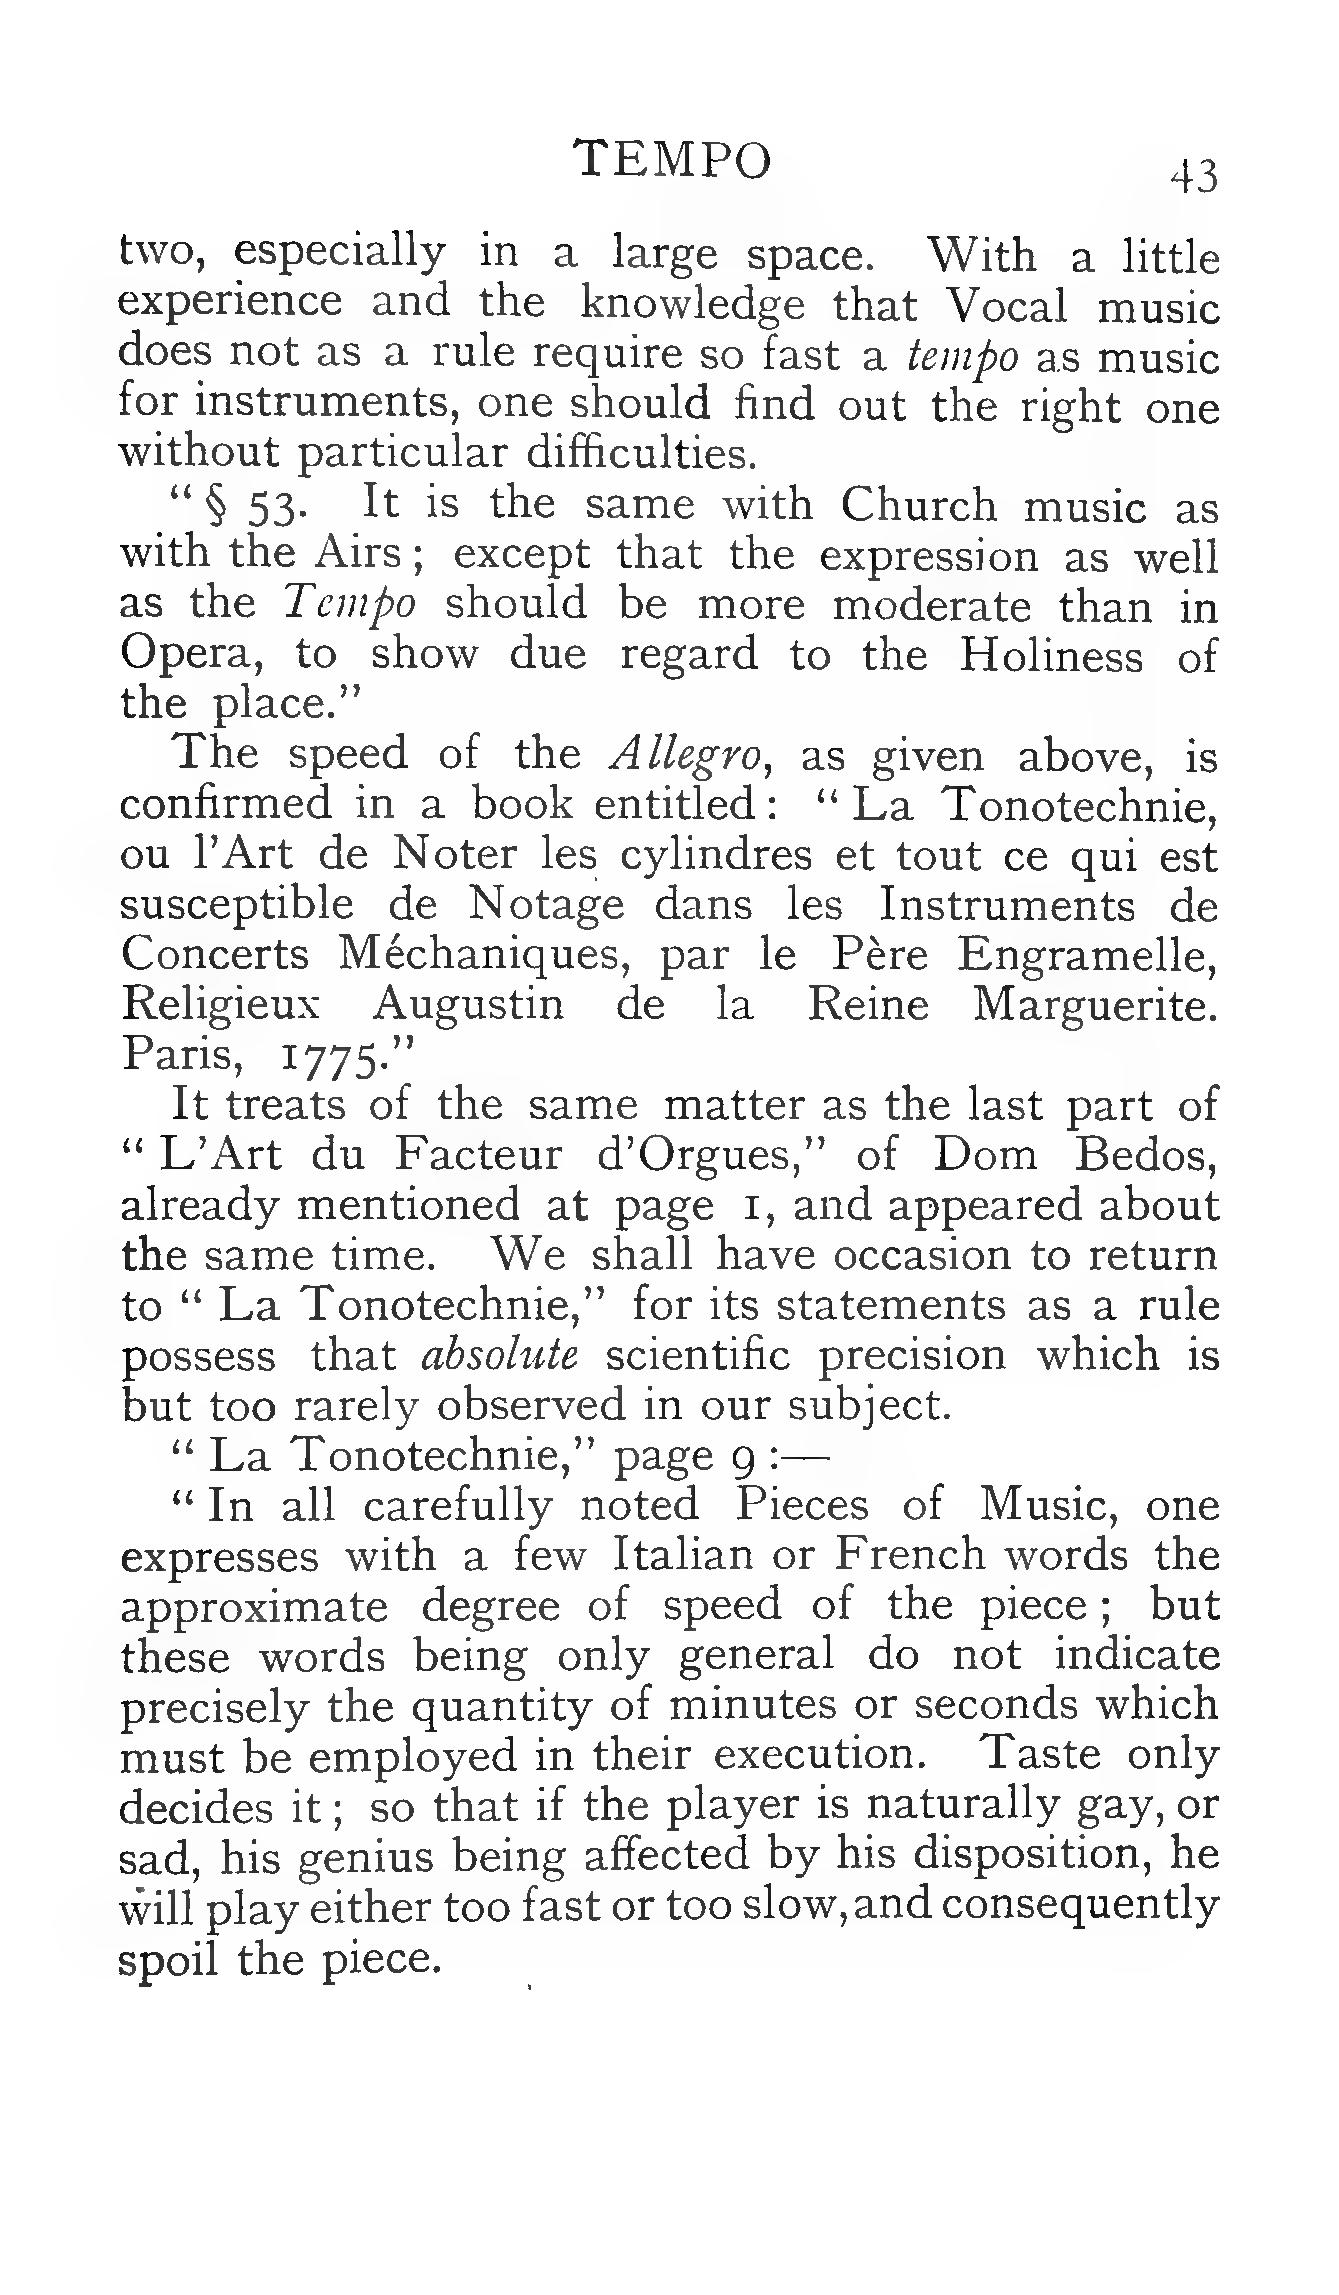 TEMPO 43
two, especially in a large space. With a little
experience and the knowledge that Vocal music
does not as a rule require so fast a tempo as music
for instruments, one should find out the right one
without particular difficulties.
“ § 53. It is the same with Church music as
with the Airs ; except that the expression as well
as the Tempo should be more moderate than in
Opera, to show due regard to the Holiness of
the place.”
The speed of the Allegro, as given above, is
confirmed in a book entitled : “ La Tonotechnie,
ou l’Art de Noter les cylindres et tout ce qui est
susceptible de Notage dans les Instruments de
Concerts Méchaniques, par le Père Engramelle,
Religieux Augustin de la Reine Marguerite.
Paris, 1775.”
It treats of the same matter as the last part of
“ L’Art du Facteur d’Orgues,” of Dom Bedos,
already mentioned at page 1, and appeared about
the same time. We shall have occasion to return
to “ La Tonotechnie,” for its statements as a rule
possess that absolute scientific precision which is
but too rarely observed in our subject.
“ La Tonotechnie,” page 9 :—
“ In all carefully noted Pieces of Music, one
expresses with a few Italian or French words the
approximate degree of speed of the piece ; but
these words being only general do not indicate
precisely the quantity of minutes or seconds which
must be employed in their execution. Taste only
decides it ; so that if the player is naturally gay, or
sad, his genius being affected by his disposition, he
will play either too fast or too slow, and consequently
spoil the piece.